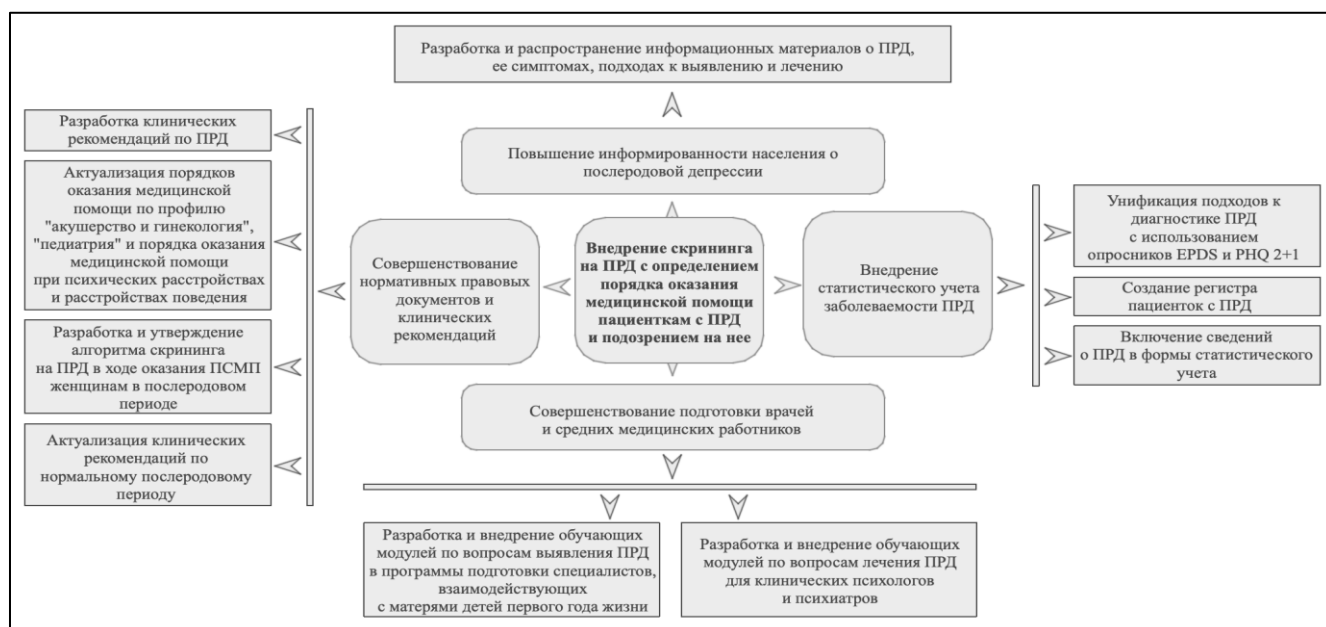 Разработка и распространение информационных материалов о ПРД,
ее симптомах, подходах к выявлению и лечению
Повышение информированности населения о
послеродовой депрессии
Разработка клинических
рекомендаций по ПРД
Актуализация порядков
оказания медицинской
помощи по профилю
"акушерство и гинекология",
"педиатрия" и порядка оказания
медицинской помощи
при психических расстройствах
и расстройствах поведения
Разработка и утверждение
алгоритма скрининга
на ПРД в ходе оказания ПСМП
женщинам в послеродовом
периоде
Актуализация клинических
рекомендаций по
нормальному послеродовому
периоду
Совершенствование
нормативных правовых
документов и
клинических
рекомендаций
Внедрение скрининга
на ПРД с определением
порядка оказания
медицинской помощи
пациенткам с ПРД
и подозрением на нее
Внедрение
статистического учета
заболеваемости ПРД
Унификация подходов к
диагностике ПРД
с использованием
опросников EPDS и PHQ 2+1
Создание регистра
пациенток с ПРД
Включение сведений
о ПРД в формы статистического
учета
Совершенствование подготовки врачей
и средних медицинских работников
Разработка и внедрение обучающих
модулей по вопросам выявления ПРД
в программы подготовки специалистов,
взаимодействующих
с матерями детей первого года жизни
Разработка и внедрение обучающих
модулей по вопросам лечения ПРД
для клинических психологов
и психиатров